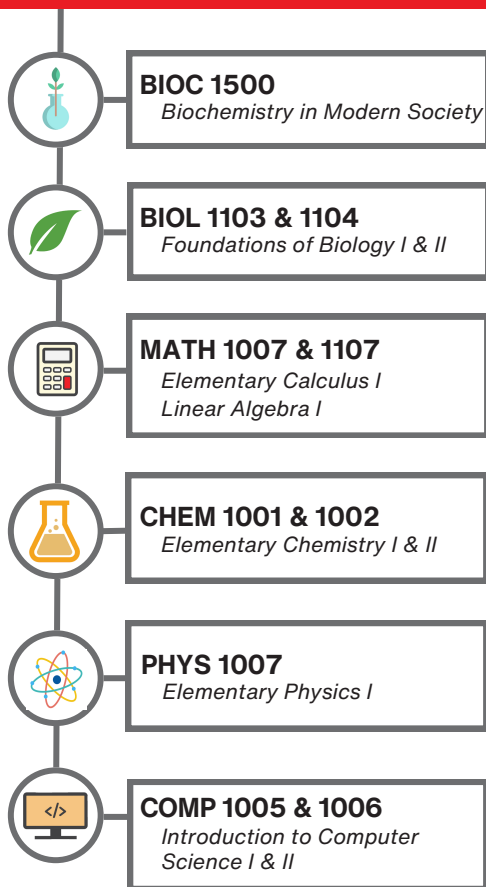 BIOC 1500
Biochemistry in Modern Society
BIOL 1103 & 1104
Foundations of Biology I & II
MATH 1007 & 1107
Elementary Calculus I
Linear Algebra I
CHEM 1001 & 1002
Elementary Chemistry I & II
PHYS 1007
Elementary Physics I
</>
COMP 1005 & 1006
Introduction to Computer
Science I & II